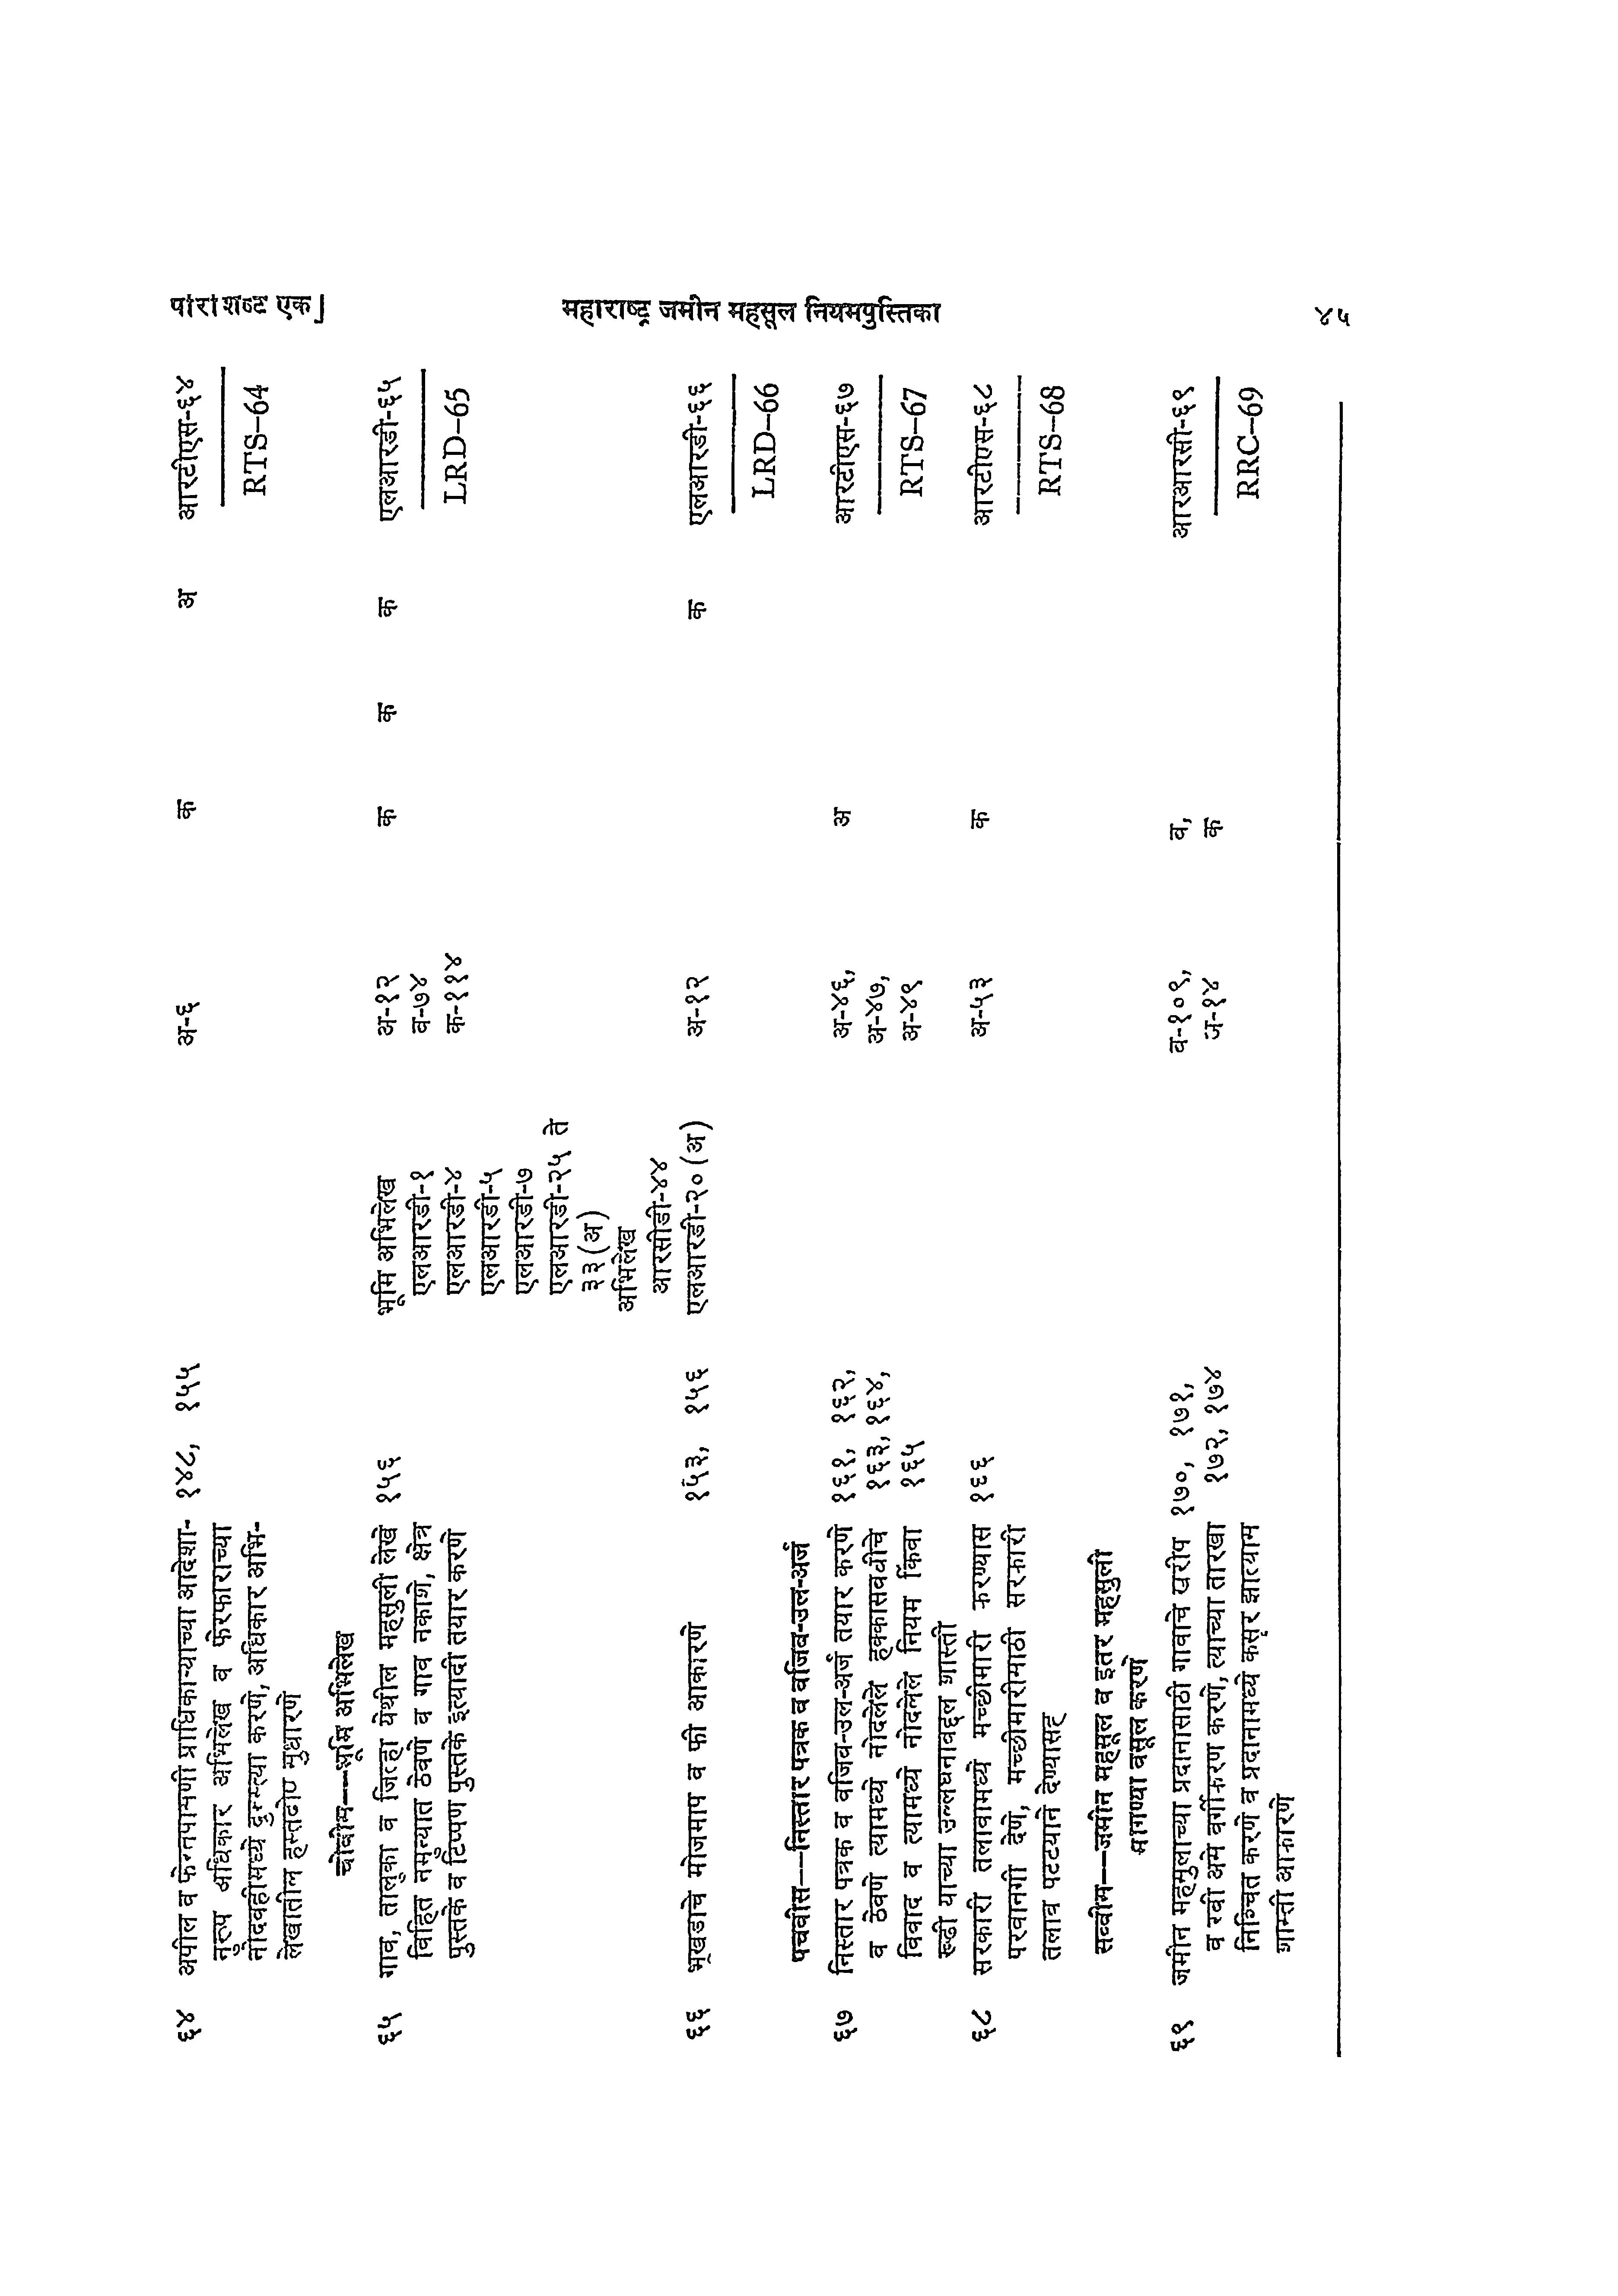 परिशिष्ट एक]
महाराष्ट्र जमीन महसूल नियमपुस्तिका
४५
६४ अपील व फेरतपासणी प्राधिकाऱ्याच्या आदेशा- १४८, १५५ अ-६ क अ आरटीएस-६४
नुरूप अधिकार अभिलेख व फेरफाराच्या RTS–64
नोंदवहीमध्ये दुरुस्त्या करणे, अधिकार अभि-
लेखातील हस्तदोष सुधारणे
चोवीस——भूमि अभिलेख
६५ गाव, तालुका व जिल्हा येथील महसुली लेखे १५६ भूमि अभिलेख अ-१२ क क क एलआरडी-६५
विहित नमुन्यात ठेवणे व गाव नकाशे, क्षेत्र एलआरडी-१ ब-७४ LRD–65
पुस्तके व टिप्पण पुस्तके इत्यादी तयार करणे एलआरडी-४ क-११४
एलआरडी-५
एलआरडी-७
एलआरडी-२५ ते
३३(अ)
अभिलेख
आरसीडी-४४
६६ भूखडाचे मोजमाप व फी आकारणे १५३, १५६ एलआरडी-२०(अ) अ-१२ क एलआरडी-६६
LRD–66
पचवीस——निस्तार पत्रक व वजिब-उल-अर्ज
६७ निस्तार पत्रक व वजिब-उल-अर्ज तयार करणे १६१, १६२, अ-४६, अ आरटीएस-६७
व ठेवणे त्यामध्ये नोदलेले हक्कासबधीचे १६३, १६४, अ-४७,
विवाद व त्यामध्ये नोदलेले नियम किंवा १६५ अ-४९ RTS–67
रूढी याच्या उल्लघनाबद्दल शास्ती
६८ सरकारी तलावामध्ये मच्छीमारी करण्यास १६६ अ-५३ क आरटीएस-६८
परवानगी देणे, मच्छीमारीसाठी सरकारी
तलाव पटट्याने देण्यासह RTS–68
सव्वीस——जमीन महसूल व इतर महसुली
मागण्या वसूल करणे
६९ जमीन महसुलाच्या प्रदानासाठी गावाचे खरीप १७०, १७१, ब-१०९, ब, आरआरसी-६९
व रबी असे वर्गीकरण करणे, त्याच्या तारखा १७२, १७४ ज-१४ क
निश्चित करणे व प्रदानामध्ये कसूर झाल्यास RRC–69
शास्ती आकारणे